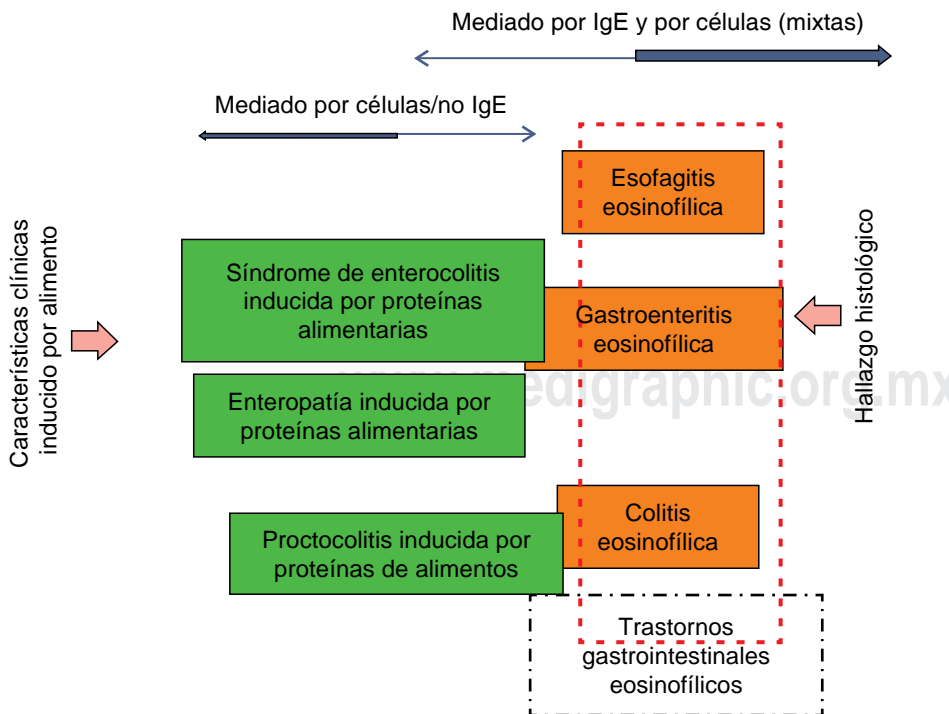 Mediado por IgE y por células (mixtas)
Mediado por células/no IgE
Características clínicas
inducido por alimento
Esofagitis
eosinofílica
Síndrome de enterocolitis
inducida por proteínas
alimentarias
Gastroenteritis
eosinofílica
Hallazgo histológico
www.medigraphic.org.mx
Enteropatía inducida por
proteínas alimentarias
Colitis
eosinofílica
Proctocolitis inducida por
proteínas de alimentos
Trastornos
gastrointestinales
eosinofílicos